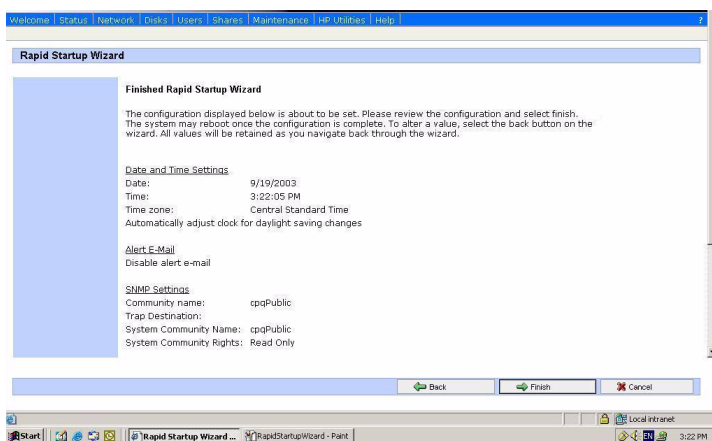 Welcome | Status | Network | Disks | Users | Shares | Maintenance | HP Utilities | Help | ?
Rapid Startup Wizard
Finished Rapid Startup Wizard
The configuration displayed below is about to be set. Please review the configuration and select finish.
The system may reboot once the configuration is complete. To alter a value, select the back button on the
wizard. All values will be retained as you navigate back through the wizard.
Date and Time Settings
Date: 9/19/2003
Time: 3:22:05 PM
Time zone: Central Standard Time
Automatically adjust clock for daylight saving changes
Alert E-Mail
Disable alert e-mail
SNMP Settings
Community name: cpqPublic
Trap Destination:
System Community Name: cpqPublic
System Community Rights: Read Only
Back Finish Cancel
Local intranet
Start Rapid Startup Wizard ... RapidStartupWizard - Paint EN 3:22 PM